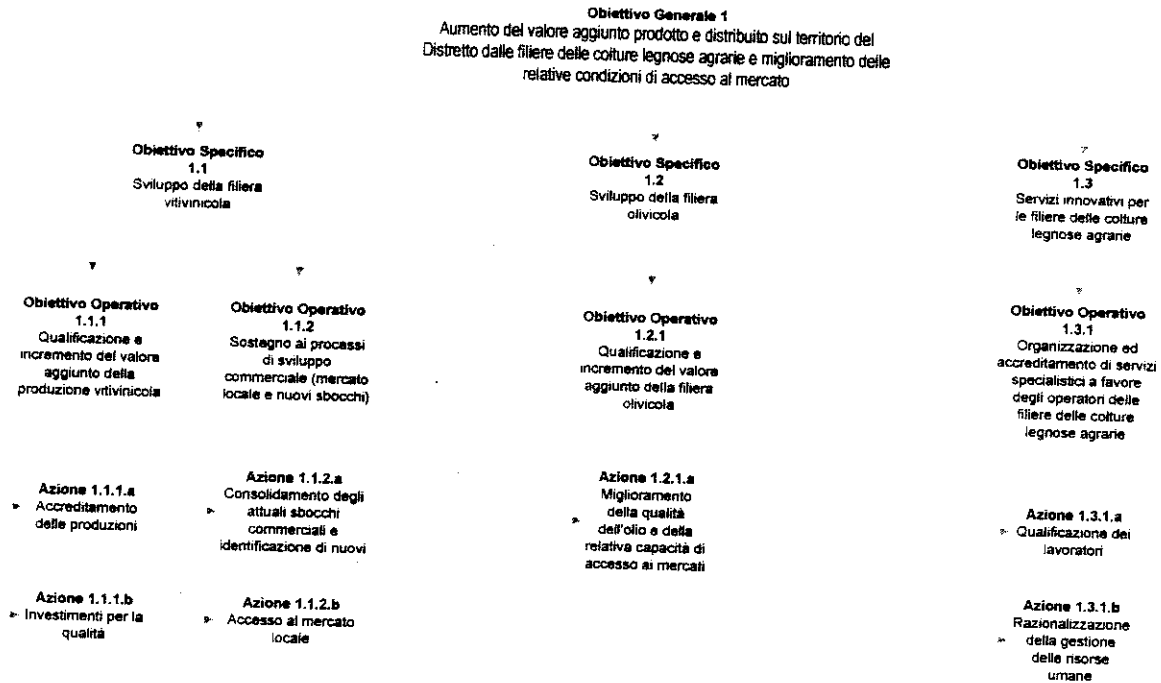 Obiettivo Generale 1
Aumento del valore aggiunto prodotto e distribuito sul territorio del
Distretto dalle filiere delle colture legnose agrarie e miglioramento delle
relative condizioni di accesso al mercato
Obiettivo Specifico
1.1
Sviluppo della filiera
vitivinicola
Obiettivo Specifico
1.2
Sviluppo della filiera
olivicola
Obiettivo Specifico
1.3
Servizi innovativi per
le filiere delle colture
legnose agrarie
Obiettivo Operativo
1.1.1
Qualificazione e
incremento del valore
aggiunto della
produzione vitivinicola
Obiettivo Operativo
1.1.2
Sostegno ai processi
di sviluppo
commerciale (mercato
locale e nuovi sbocchi)
Obiettivo Operativo
1.2.1
Qualificazione e
incremento del valore
aggiunto della filiera
olivicola
Obiettivo Operativo
1.3.1
Organizzazione ed
accreditamento di servizi
specialistici a favore
degli operatori delle
filiere delle colture
legnose agrarie
Azione 1.1.1.a
Accreditamento
delle produzioni
Azione 1.1.2.a
Consolidamento degli
attuali sbocchi
commerciali e
identificazione di nuovi
Azione 1.2.1.a
Miglioramento
della qualità
dell'olio e della
relativa capacità di
accesso ai mercati
Azione 1.3.1.a
Qualificazione dei
lavoratori
Azione 1.1.1.b
Investimenti per la
qualità
Azione 1.1.2.b
Accesso al mercato
locale
Azione 1.3.1.b
Razionalizzazione
della gestione
delle risorse
umane